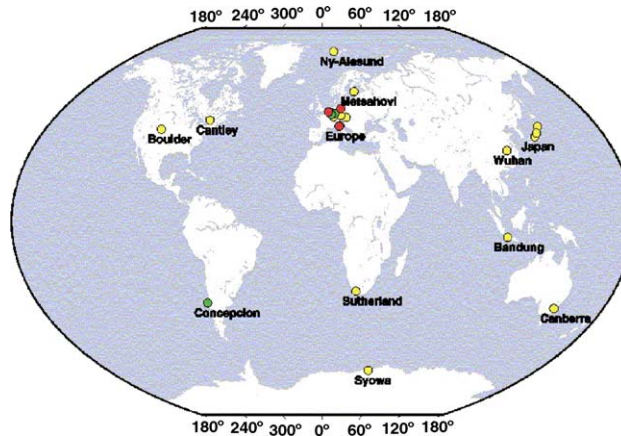 180° 240° 300° 0° 60° 120° 180°
Ny-Alesund
Metsahovi
Boulder
Cantley
Europe
Japan
Wuhan
Bandung
Concepcion
Sutherland
Canberra
Syowa
180° 240° 300° 0° 60° 120° 180°